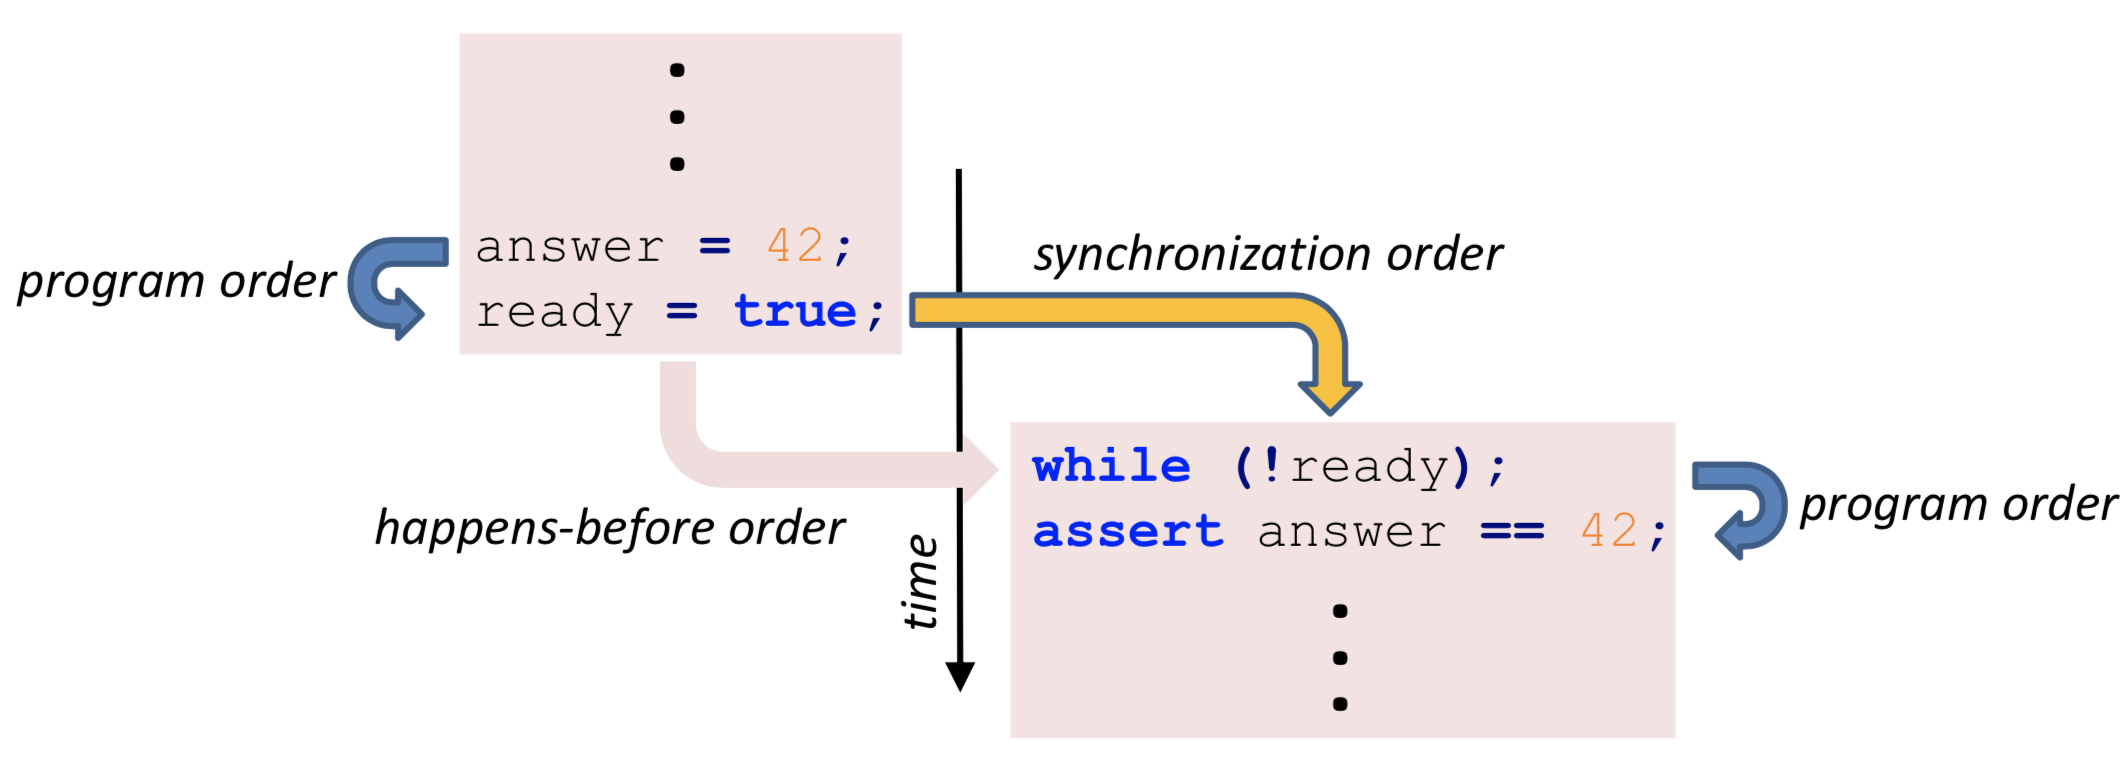 answer = 42;
program order
ready = true;
synchronization order
while (!ready);
assert answer == 42;
program order
happens-before order
time